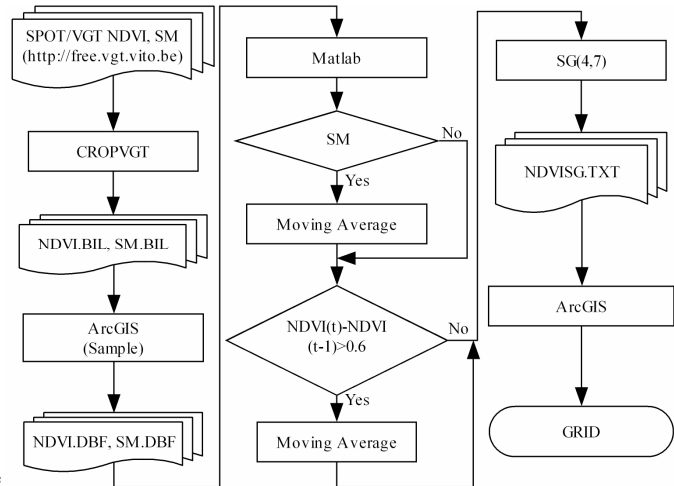 SPOT/VGT NDVI, SM
(http://free.vgt.vito.be)
CROPVGT
NDVI.BIL, SM.BIL
ArcGIS
(Sample)
NDVI.DBF, SM.DBF
Matlab
SM
No
Yes
Moving Average
NDVI(t)-NDVI
(t-1)>0.6
No
Yes
Moving Average
SG(4,7)
NDVISG.TXT
ArcGIS
GRID